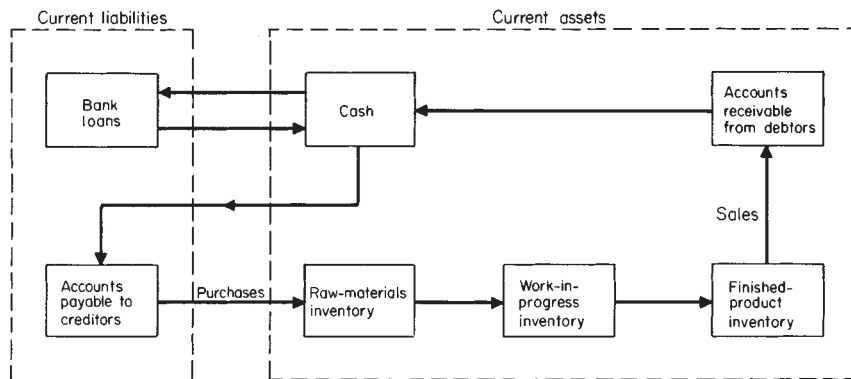 Current liabilities
Current assets
Bank
loans
Cash
Accounts
receivable
from debtors
Sales
Accounts
payable to
creditors
Purchases
Raw-materials
inventory
Work-in-
progress
inventory
Finished-
product
inventory